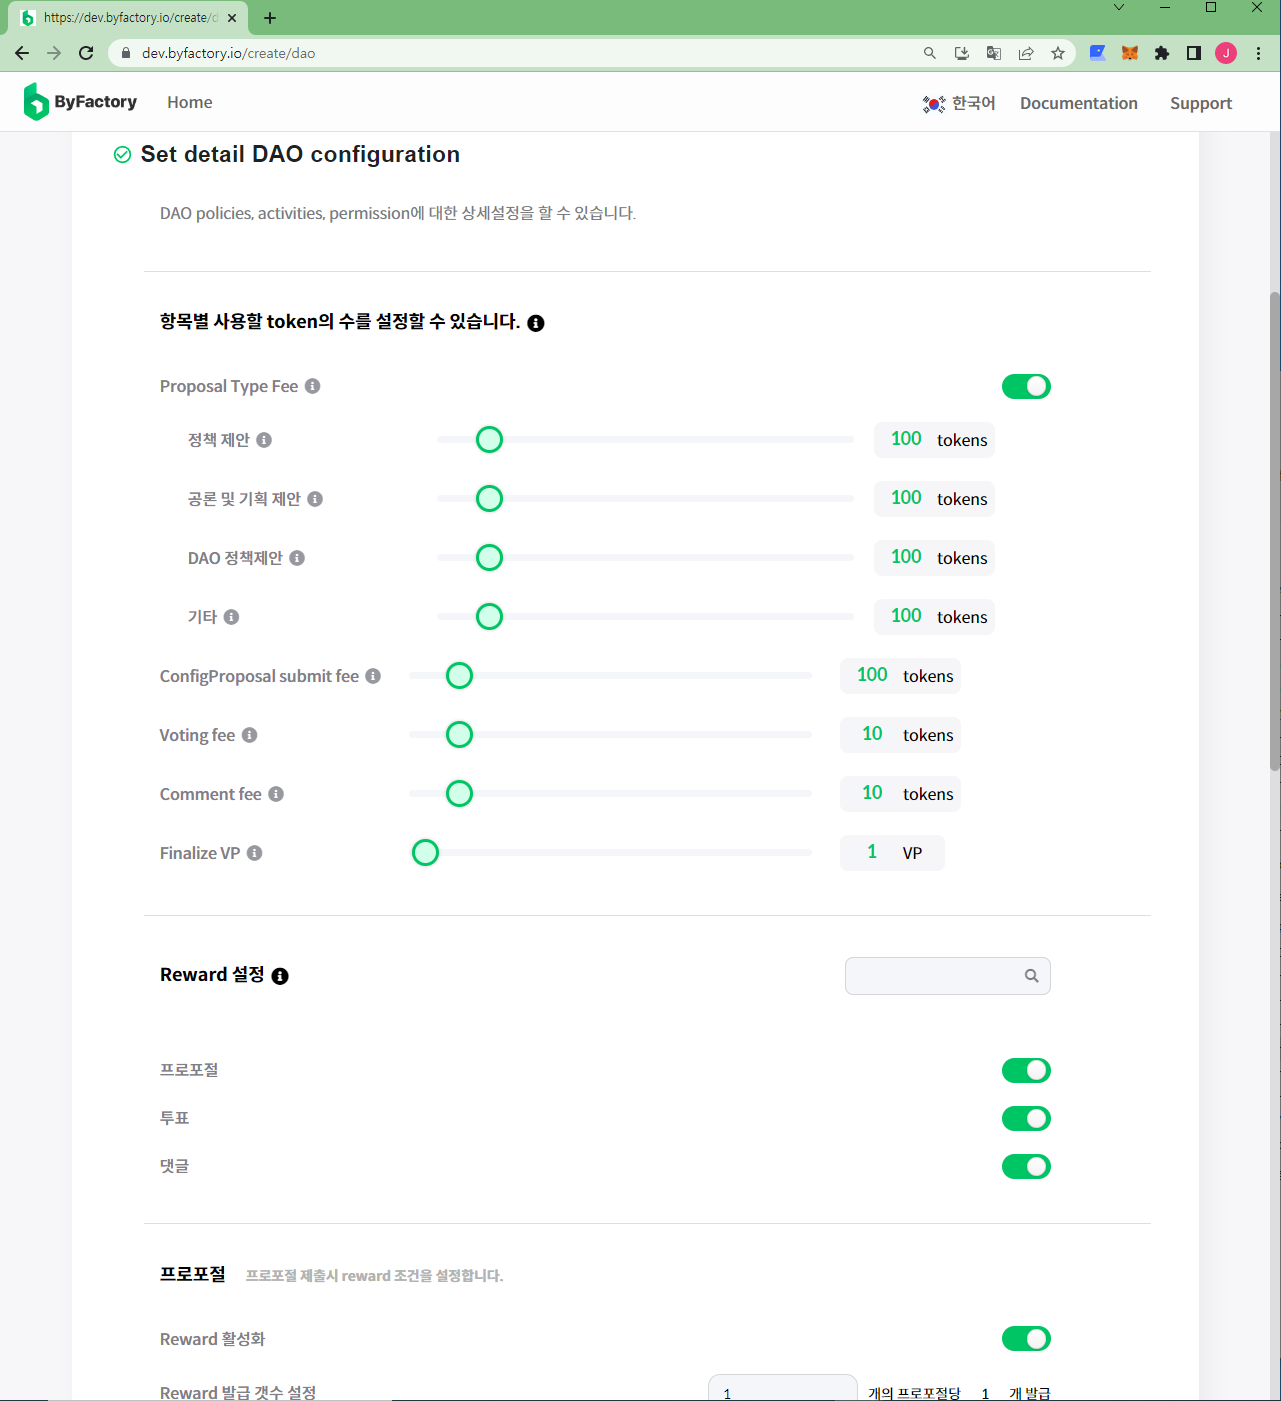 https://dev.byfactory.io/create/d
dev.byfactory.io/create/dao
J
ByFactory
Home
한국어
Documentation
Support
Set detail DAO configuration
DAO policies, activities, permission에 대한 상세설정을 할 수 있습니다.
항목별 사용할 token의 수를 설정할 수 있습니다.
Proposal Type Fee
정책 제안 100 tokens
공론 및 기획 제안 100 tokens
DAO 정책제안 100 tokens
기타 100 tokens
ConfigProposal submit fee 100 tokens
Voting fee 10 tokens
Comment fee 10 tokens
Finalize VP 1 VP
Reward 설정
프로포절
투표
댓글
프로포절 프로포절 제출시 reward 조건을 설정합니다.
Reward 활성화
Reward 발급 갯수 설정 1 개의 프로포절당 1 개 발급